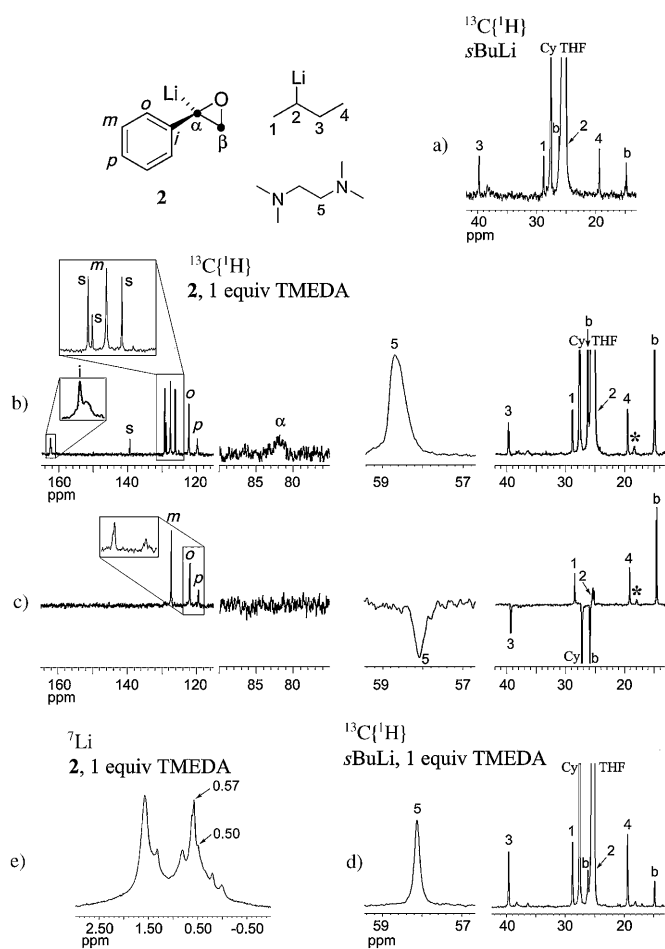 ¹³C{¹H}
sBuLi
Cy THF
b
2
3
1
4
b
a)
40 30 20
ppm
Li
O
o
m
α
i
β
p
2
Li
1 2 3 4
N
N
5
¹³C{¹H}
2, 1 equiv TMEDA
s s m s
i
b)
s
o
p
α
5
b
Cy THF
2
3
1
4
*
b
160 140 120
ppm
85 80
59 57
40 30 20
ppm
m
o
p
c)
5
b
1
2
4
*
3
Cy b
160 140 120
ppm
85 80
59 57
40 30 20
ppm
⁷Li
2, 1 equiv TMEDA
0.57
0.50
e)
2.50 1.50 0.50 -0.50
ppm
¹³C{¹H}
sBuLi, 1 equiv TMEDA
5
Cy THF
3
1
b
2
4
b
d)
59 57
40 30 20
ppm